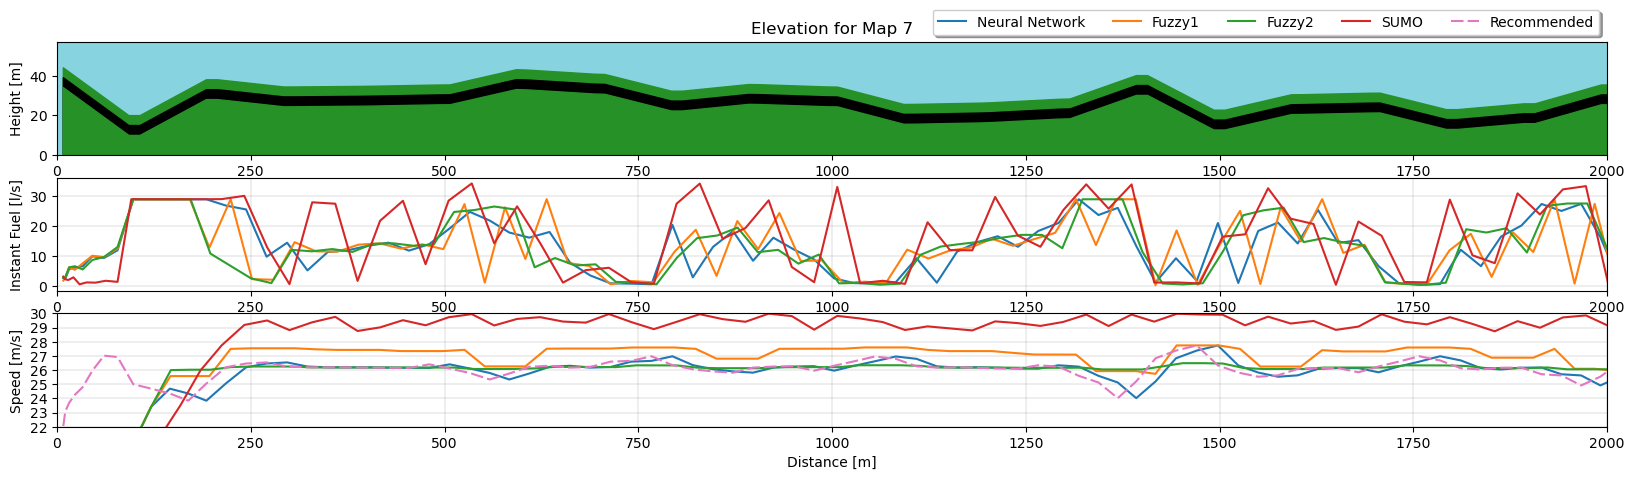 Elevation for Map 7
Neural Network Fuzzy1 Fuzzy2 SUMO Recommended
Height [m]
40
20
0
0 250 500 750 1000 1250 1500 1750 2000
Instant Fuel [l/s]
30
20
10
0
0 250 500 750 1000 1250 1500 1750 2000
Speed [m/s]
30
29
28
27
26
25
24
23
22
0 250 500 750 1000 1250 1500 1750 2000
Distance [m]